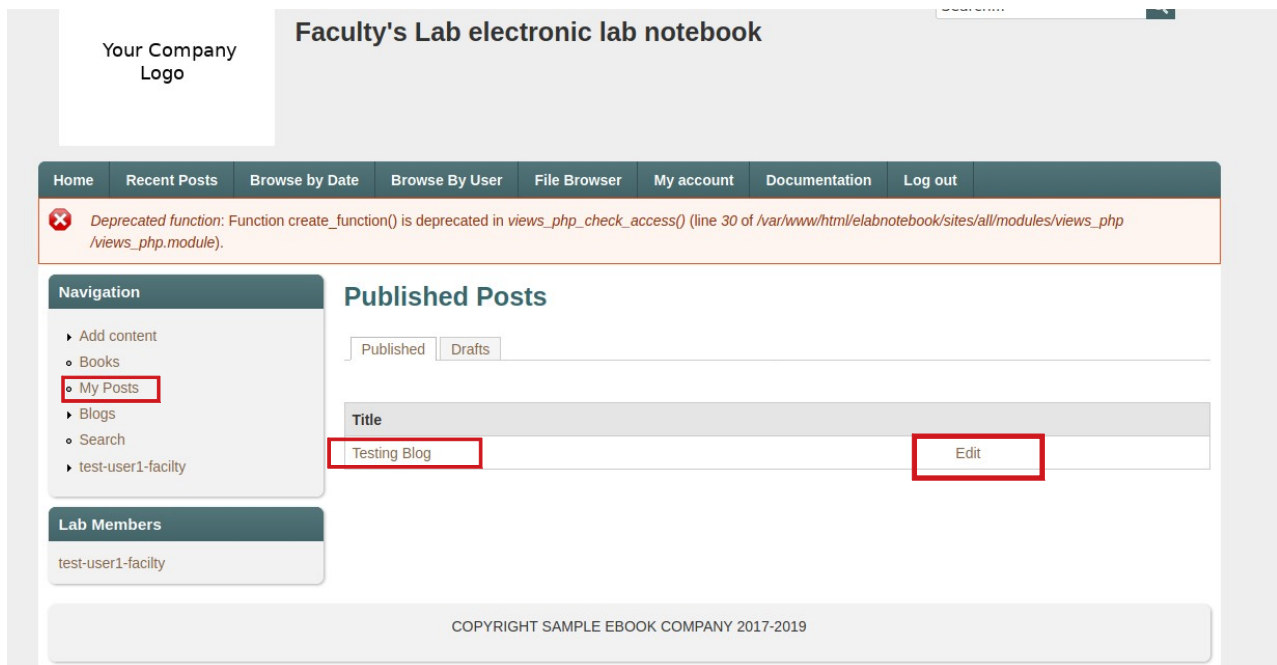 Faculty's Lab electronic lab notebook
Your Company
Logo
Home Recent Posts Browse by Date Browse By User File Browser My account Documentation Log out
Deprecated function: Function create_function() is deprecated in views_php_check_access() (line 30 of /var/www/html/elabnotebook/sites/all/modules/views_php
/views_php.module).
Navigation
Add content
Books
My Posts
Blogs
Search
test-user1-facilty
Lab Members
test-user1-facilty
Published Posts
Published Drafts
Title
Testing Blog Edit
COPYRIGHT SAMPLE EBOOK COMPANY 2017-2019